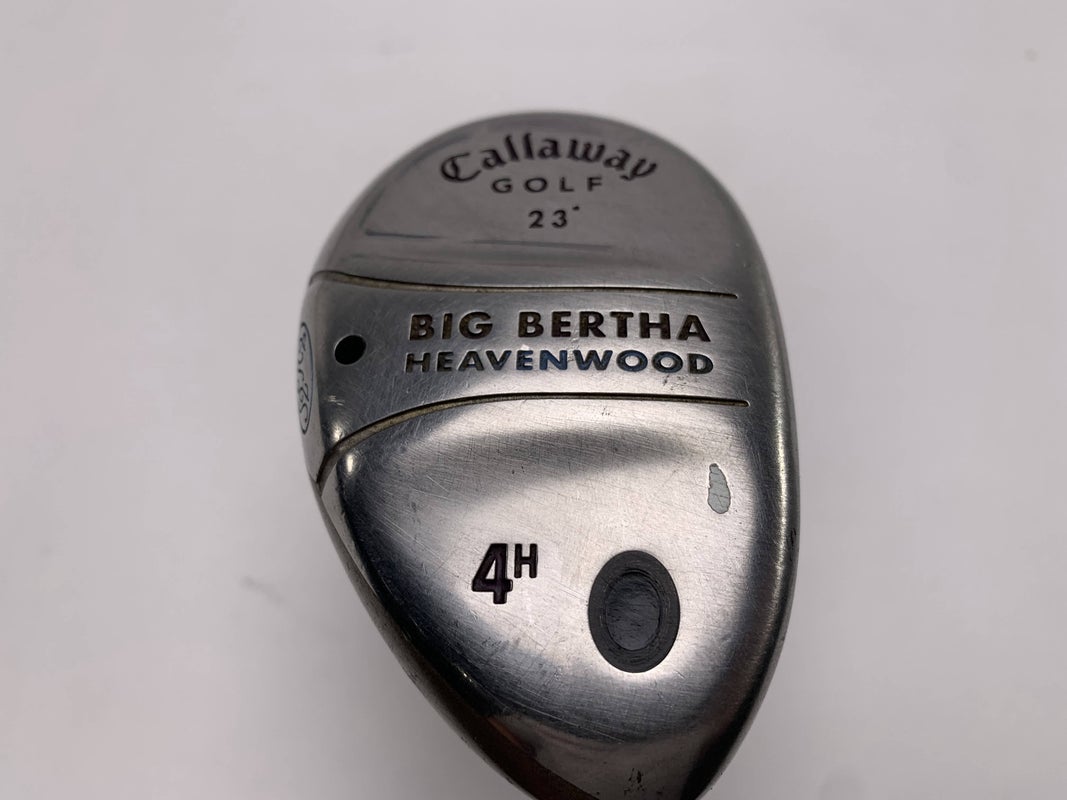 Callaway
GOLF
23°
BIG BERTHA
HEAVENWOOD
4H